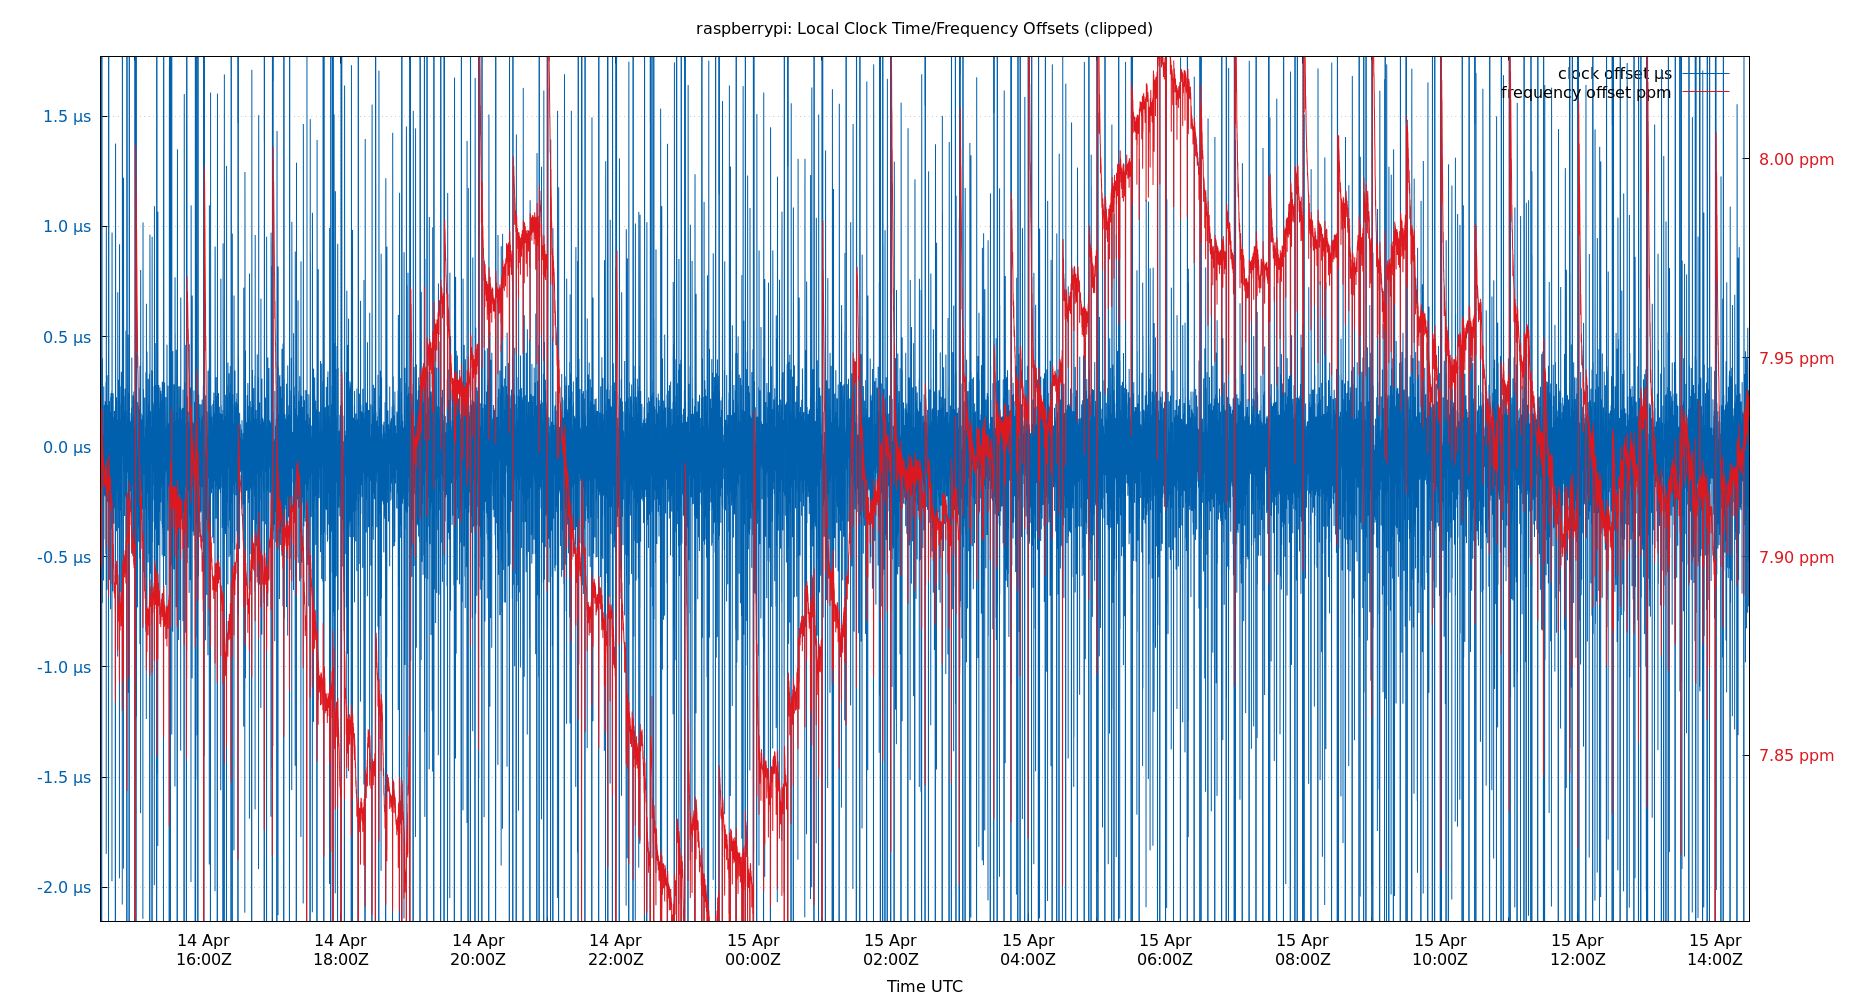 raspberrypi: Local Clock Time/Frequency Offsets (clipped)
clock offset µs
frequency offset ppm
1.5 µs
1.0 µs
0.5 µs
0.0 µs
-0.5 µs
-1.0 µs
-1.5 µs
-2.0 µs
8.00 ppm
7.95 ppm
7.90 ppm
7.85 ppm
14 Apr 14 Apr 14 Apr 14 Apr 15 Apr 15 Apr 15 Apr 15 Apr 15 Apr 15 Apr 15 Apr 15 Apr
16:00Z 18:00Z 20:00Z 22:00Z 00:00Z 02:00Z 04:00Z 06:00Z 08:00Z 10:00Z 12:00Z 14:00Z
Time UTC